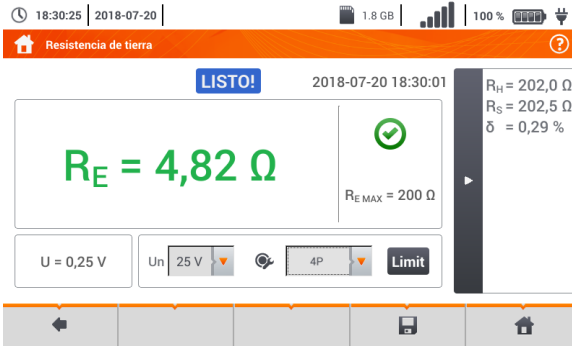 18:30:25 2018-07-20 1.8 GB 100 %
Resistencia de tierra ?
LISTO! 2018-07-20 18:30:01
R_E = 4,82 Ω
R_E MAX = 200 Ω
R_H = 202,0 Ω
R_S = 202,5 Ω
δ = 0,29 %
U = 0,25 V
Un 25 V 4P Limit